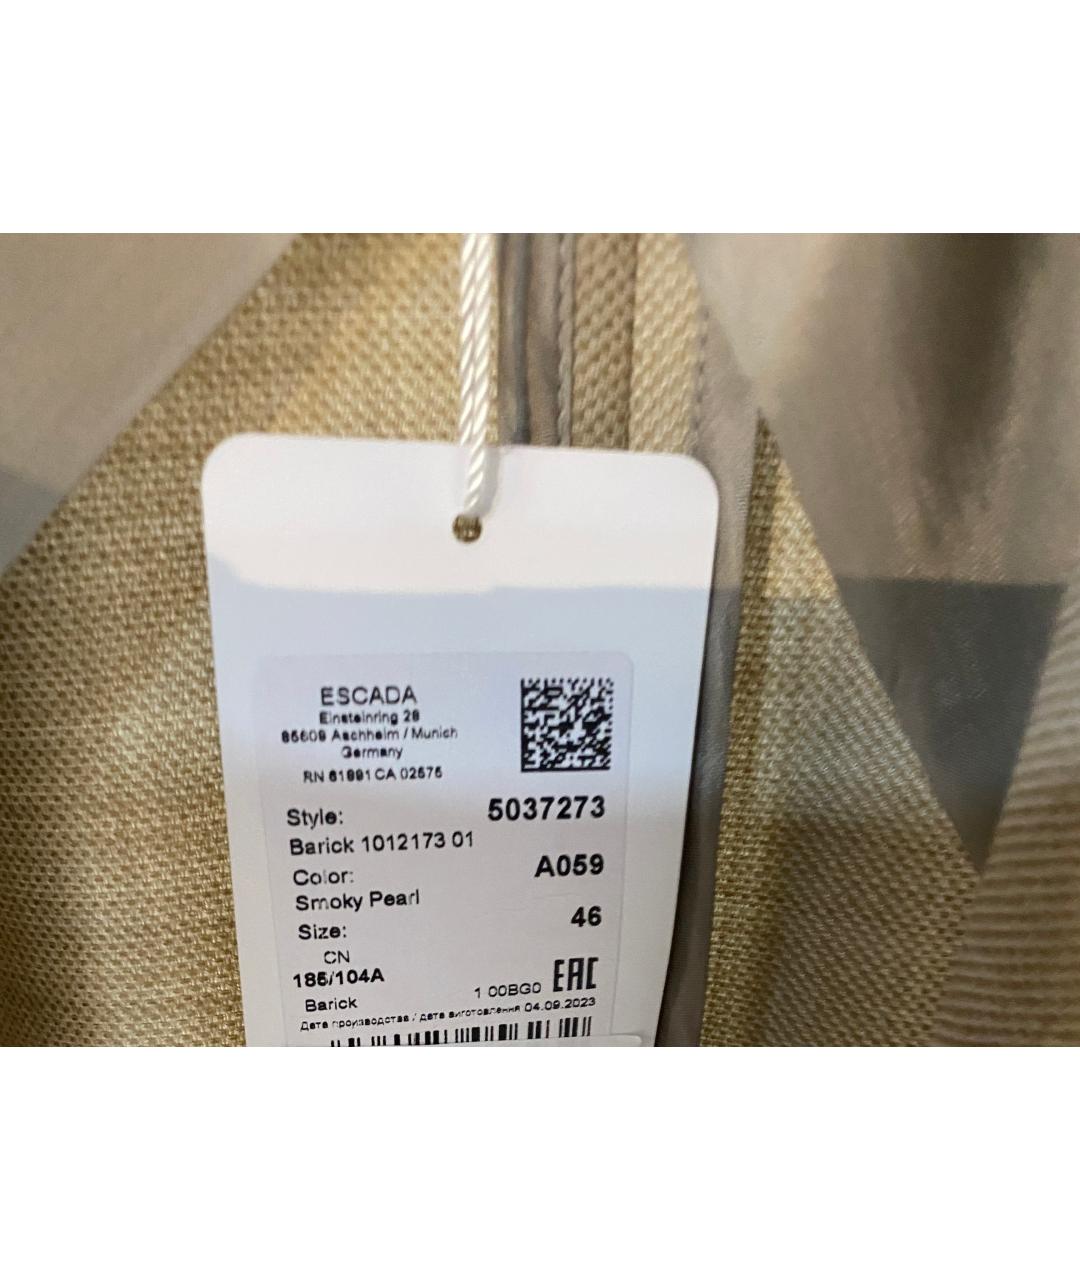 ESCADA
Einsteinring 28
85609 Aschheim / Munich
Germany
RN 81991 CA 02575
Style: 5037273
Barick 1012173 01
Color: A059
Smoky Pearl
Size: 46
CN
185/104A
Barick
1 00BG0 EAC
Дата производства / дата виготовлення 04.09.2023